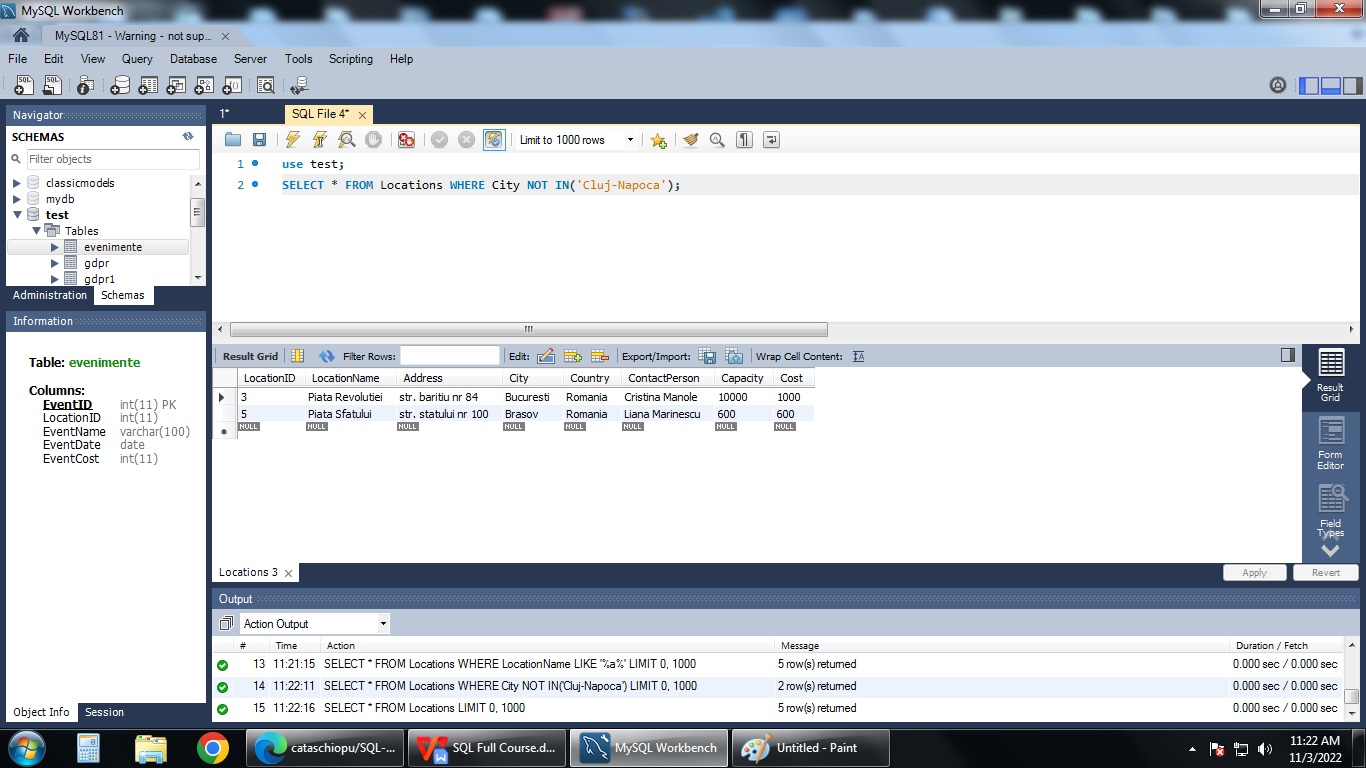 MySQL Workbench
MySQL81 - Warning - not sup...
File Edit View Query Database Server Tools Scripting Help
Navigator
SCHEMAS
Filter objects
classicmodels
mydb
test
Tables
evenimente
gdpr
gdpr1
Administration Schemas
Information
Table: evenimente
Columns:
EventID int(11) PK
LocationID int(11)
EventName varchar(100)
EventDate date
EventCost int(11)
Object Info Session
1* SQL File 4*
Limit to 1000 rows
1 use test;
2 SELECT * FROM Locations WHERE City NOT IN('Cluj-Napoca');
Result Grid Filter Rows: Edit: Export/Import: Wrap Cell Content:
LocationID LocationName Address City Country ContactPerson Capacity Cost
3 Piata Revolutiei str. baritiu nr 84 Bucuresti Romania Cristina Manole 10000 1000
5 Piata Sfatului str. statului nr 100 Brasov Romania Liana Marinescu 600 600
NULL NULL NULL NULL NULL NULL NULL NULL
Result Grid
Form Editor
Field Types
Locations 3
Apply Revert
Output
Action Output
# Time Action Message Duration / Fetch
13 11:21:15 SELECT * FROM Locations WHERE LocationName LIKE '%a%' LIMIT 0, 1000 5 row(s) returned 0.000 sec / 0.000 sec
14 11:22:11 SELECT * FROM Locations WHERE City NOT IN('Cluj-Napoca') LIMIT 0, 1000 2 row(s) returned 0.000 sec / 0.000 sec
15 11:22:16 SELECT * FROM Locations LIMIT 0, 1000 5 row(s) returned 0.000 sec / 0.000 sec
cataschiopu/SQL-... SQL Full Course.d... MySQL Workbench Untitled - Paint
11:22 AM
11/3/2022